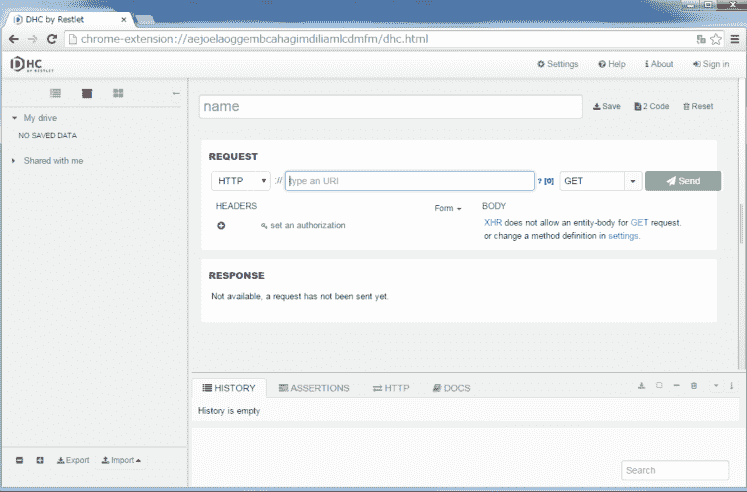 DHC by Restlet
chrome-extension://aejoelaoggembcahagimdiliamlcdmfm/dhc.html
DHC
BY RESTLET
Settings Help About Sign in
My drive
NO SAVED DATA
Shared with me
name
Save 2 Code Reset
REQUEST
HTTP :// type an URI ? [0] GET Send
HEADERS Form BODY
set an authorization
XHR does not allow an entity-body for GET request.
or change a method definition in settings.
RESPONSE
Not available, a request has not been sent yet.
HISTORY ASSERTIONS HTTP DOCS
History is empty
Export Import
Search